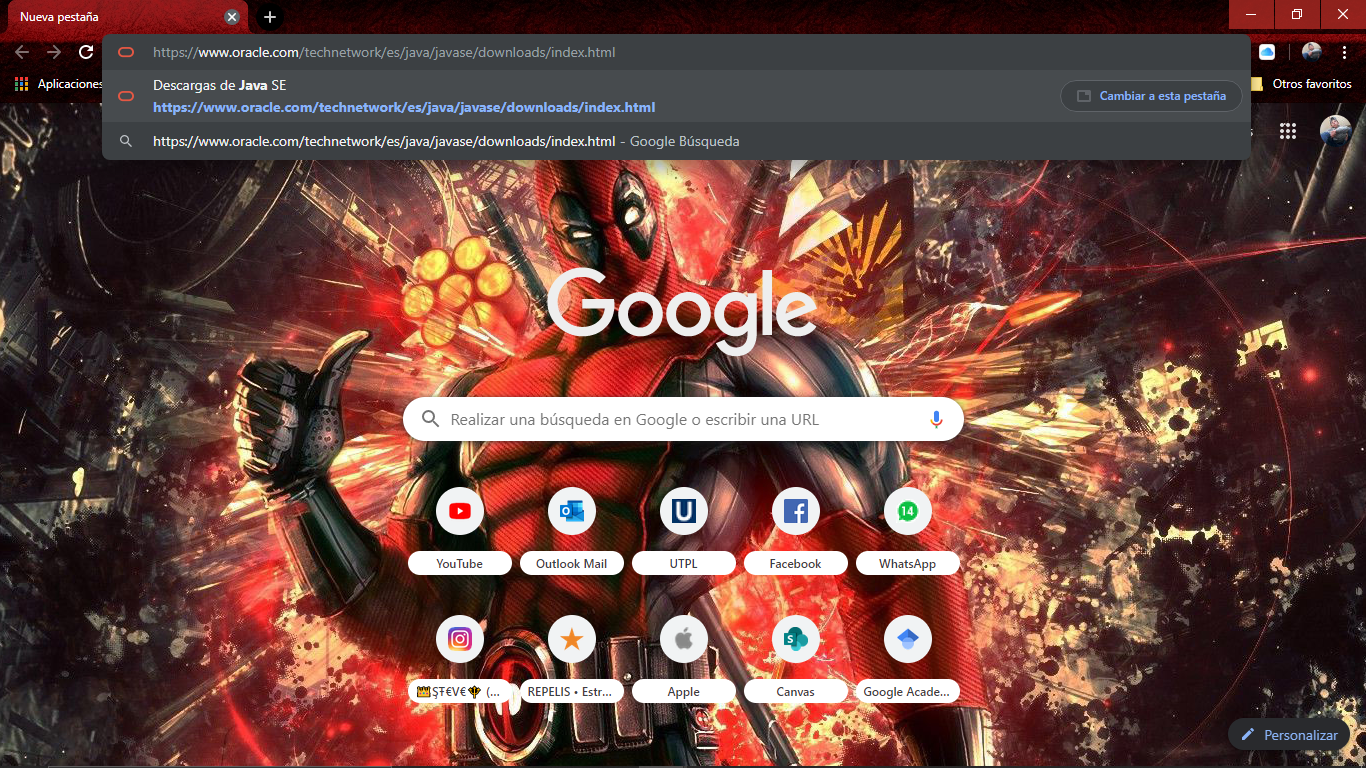 Nueva pestaña
https://www.oracle.com/technetwork/es/java/javase/downloads/index.html
Descargas de Java SE
https://www.oracle.com/technetwork/es/java/javase/downloads/index.html
Cambiar a esta pestaña
https://www.oracle.com/technetwork/es/java/javase/downloads/index.html - Google Búsqueda
Aplicaciones
Otros favoritos
Google
Realizar una búsqueda en Google o escribir una URL
14
YouTube
Outlook Mail
UTPL
Facebook
WhatsApp
REPELIS • Estr...
Apple
Canvas
Google Acade...
Personalizar